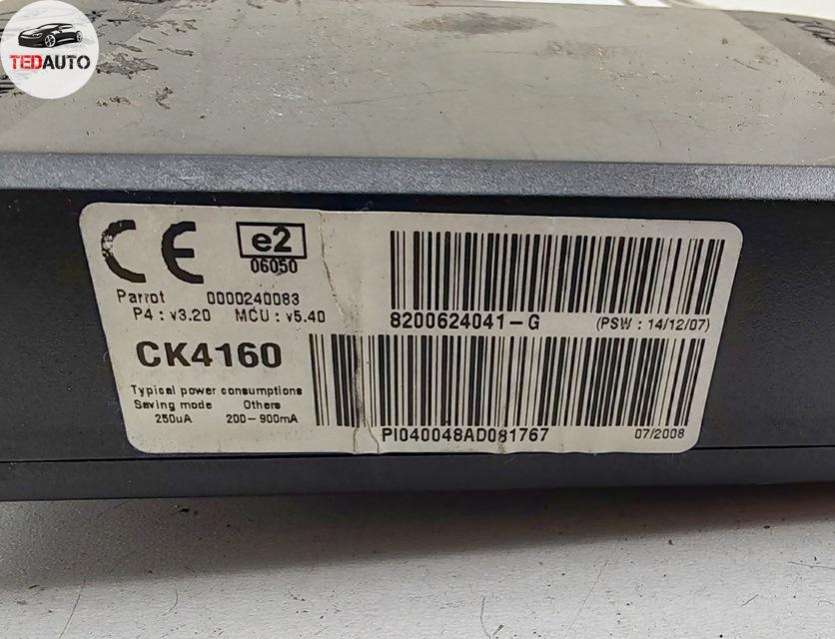 TEDAUTO
CE
e2
06050
Parrot 0000240083
P4 : v3.20 MCU : v5.40
8200624041-G (PSW : 14/12/07)
CK4160
Typical power consumptions
Saving mode Others
250uA 200-900mA
PI040048AD081767 07/2008